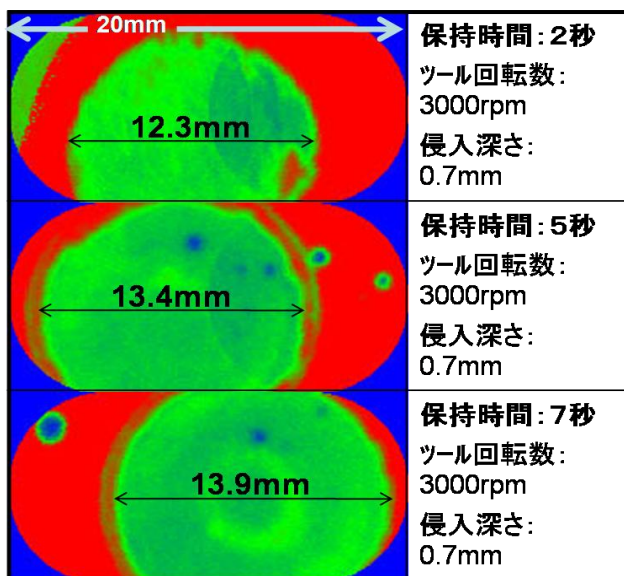 20mm
12.3mm
保持時間:2秒
ツール回転数:
3000rpm
侵入深さ:
0.7mm
13.4mm
保持時間:5秒
ツール回転数:
3000rpm
侵入深さ:
0.7mm
13.9mm
保持時間:7秒
ツール回転数:
3000rpm
侵入深さ:
0.7mm